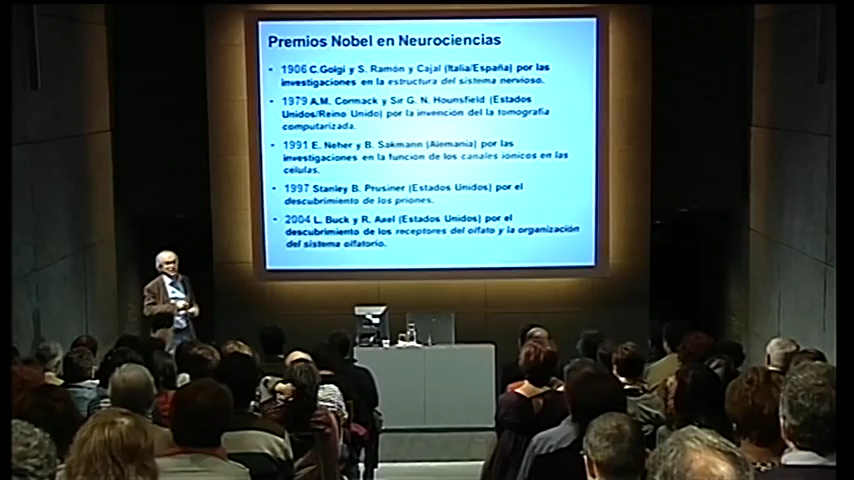 Premios Nobel en Neurociencias
• 1906 C.Golgi y S. Ramón y Cajal (Italia/España) por las
investigaciones en la estructura del sistema nervioso.
• 1979 A.M. Cormack y Sir G. N. Hounsfield (Estados
Unidos/Reino Unido) por la invención del la tomografía
computarizada.
• 1991 E. Neher y B. Sakmann (Alemania) por las
investigaciones en la función de los canales iónicos en las
células.
• 1997 Stanley B. Prusiner (Estados Unidos) por el
descubrimiento de los priones.
• 2004 L. Buck y R. Axel (Estados Unidos) por el
descubrimiento de los receptores del olfato y la organización
del sistema olfatorio.